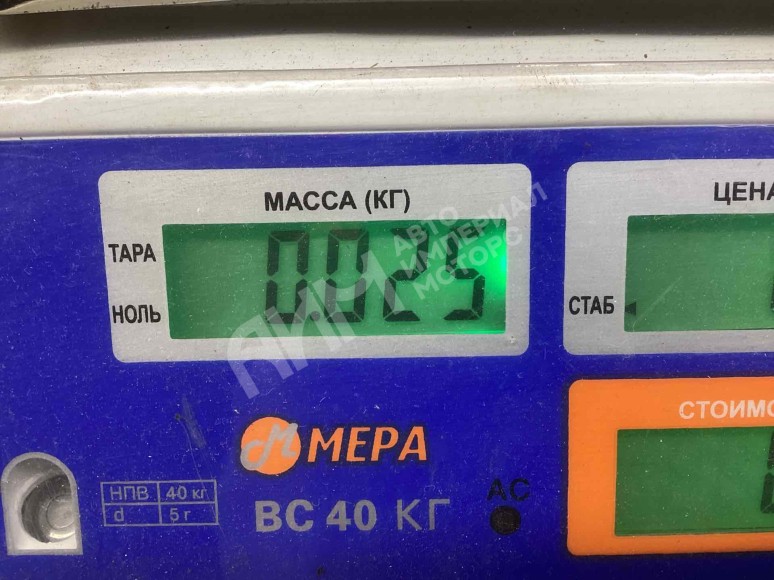 МАССА (КГ)
ТАРА
0.025
НОЛЬ
ЦЕНА
СТАБ
АИМ АВТО
ИМПЕРИАЛ
МОТОРС
СТОИМО
МЕРА
ВС 40 КГ
АС
НПВ 40 кг
d 5 г